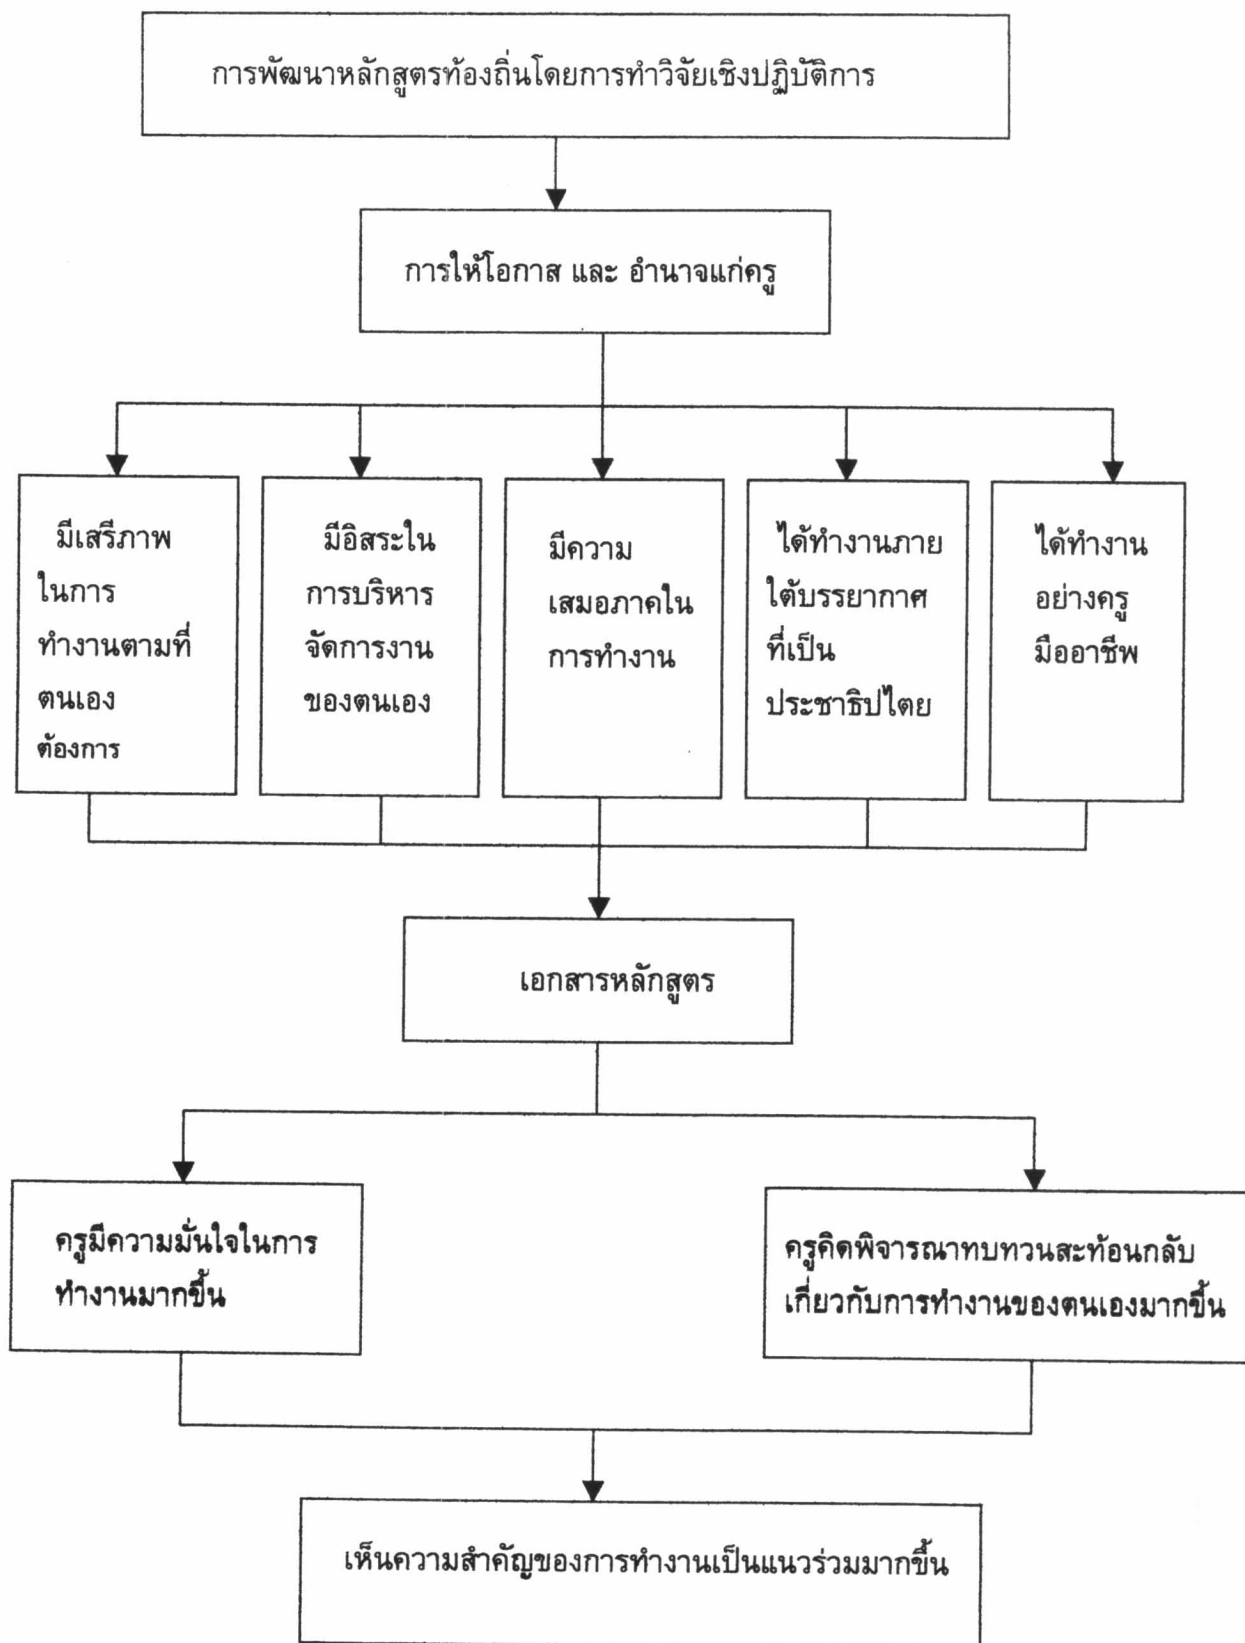 การพัฒนาหลักสูตรท้องถิ่นโดยการทำวิจัยเชิงปฏิบัติการ
การให้โอกาส และ อำนาจแก่ครู
มีเสรีภาพ
ในการ
ทำงานตามที่
ตนเอง
ต้องการ
มีอิสระใน
การบริหาร
จัดการงาน
ของตนเอง
มีความ
เสมอภาคใน
การทำงาน
ได้ทำงานภาย
ใต้บรรยากาศ
ที่เป็น
ประชาธิปไตย
ได้ทำงาน
อย่างครู
มืออาชีพ
เอกสารหลักสูตร
ครูมีความมั่นใจในการ
ทำงานมากขึ้น
ครูคิดพิจารณาทบทวนสะท้อนกลับ
เกี่ยวกับการทำงานของตนเองมากขึ้น
เห็นความสำคัญของการทำงานเป็นแนวร่วมมากขึ้น